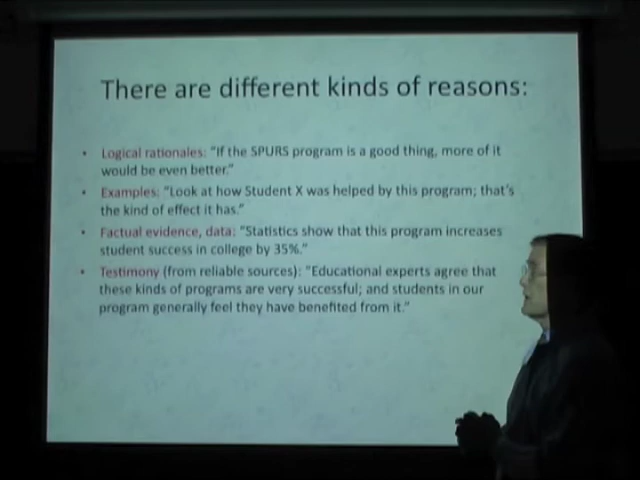 There are different kinds of reasons:
• Logical rationales: "If the SPURS program is a good thing, more of it
would be even better."
• Examples: "Look at how Student X was helped by this program; that's
the kind of effect it has."
• Factual evidence, data: "Statistics show that this program increases
student success in college by 35%."
• Testimony (from reliable sources): "Educational experts agree that
these kinds of programs are very successful; and students in our
program generally feel they have benefited from it."